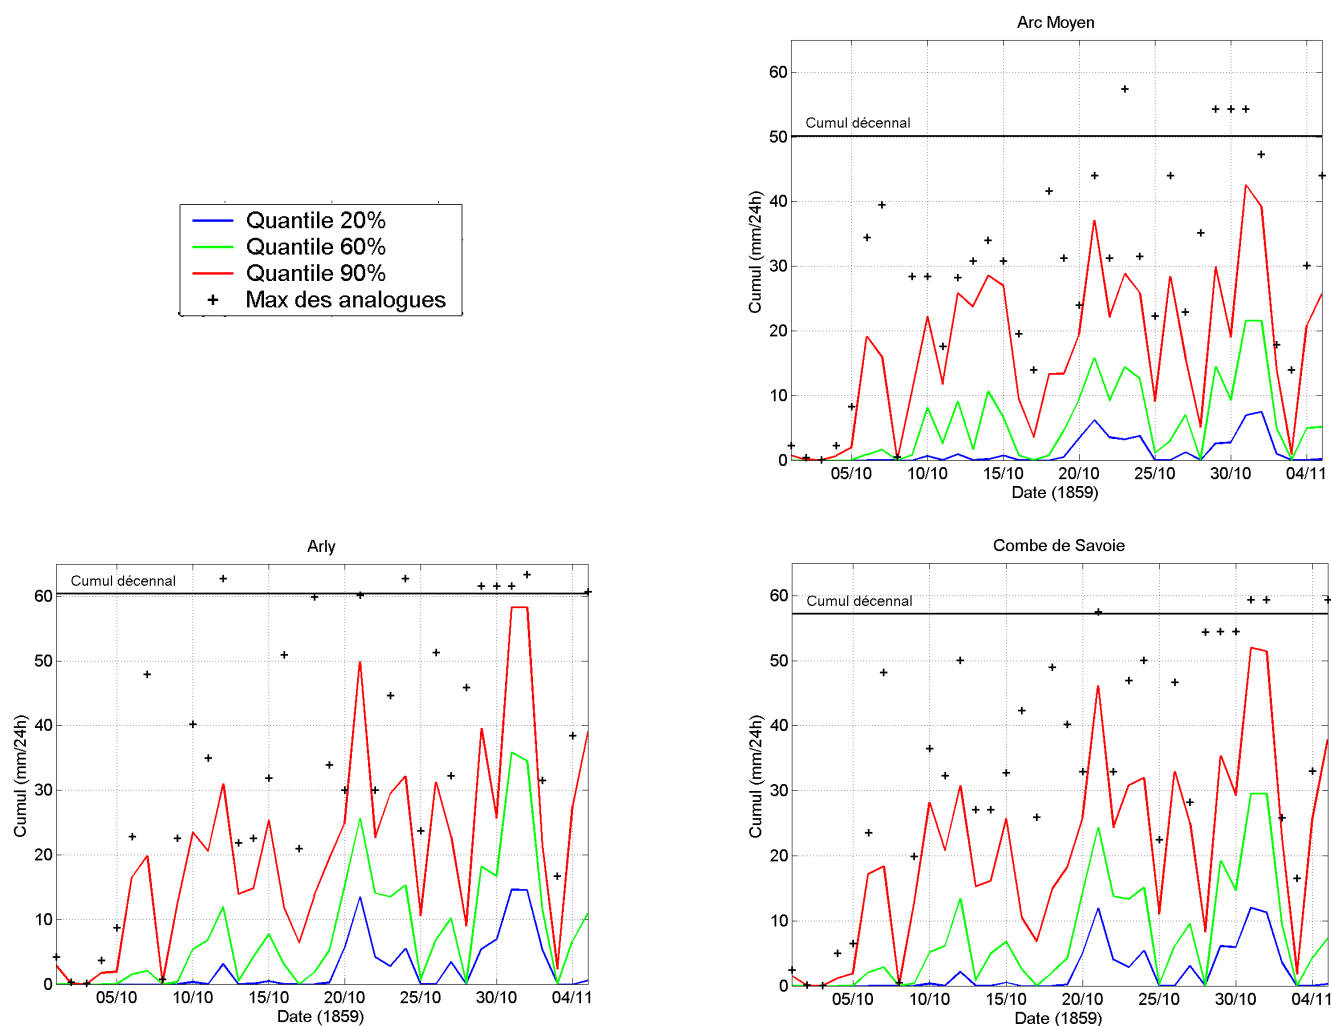 Arc Moyen
Cumul (mm/24h)
60
50
40
30
20
10
0
Cumul décennal
05/10 10/10 15/10 20/10 25/10 30/10 04/11
Date (1859)
Quantile 20%
Quantile 60%
Quantile 90%
Max des analogues
Arly
Cumul (mm/24h)
60
50
40
30
20
10
0
Cumul décennal
05/10 10/10 15/10 20/10 25/10 30/10 04/11
Date (1859)
Combe de Savoie
Cumul (mm/24h)
60
50
40
30
20
10
0
Cumul décennal
05/10 10/10 15/10 20/10 25/10 30/10 04/11
Date (1859)